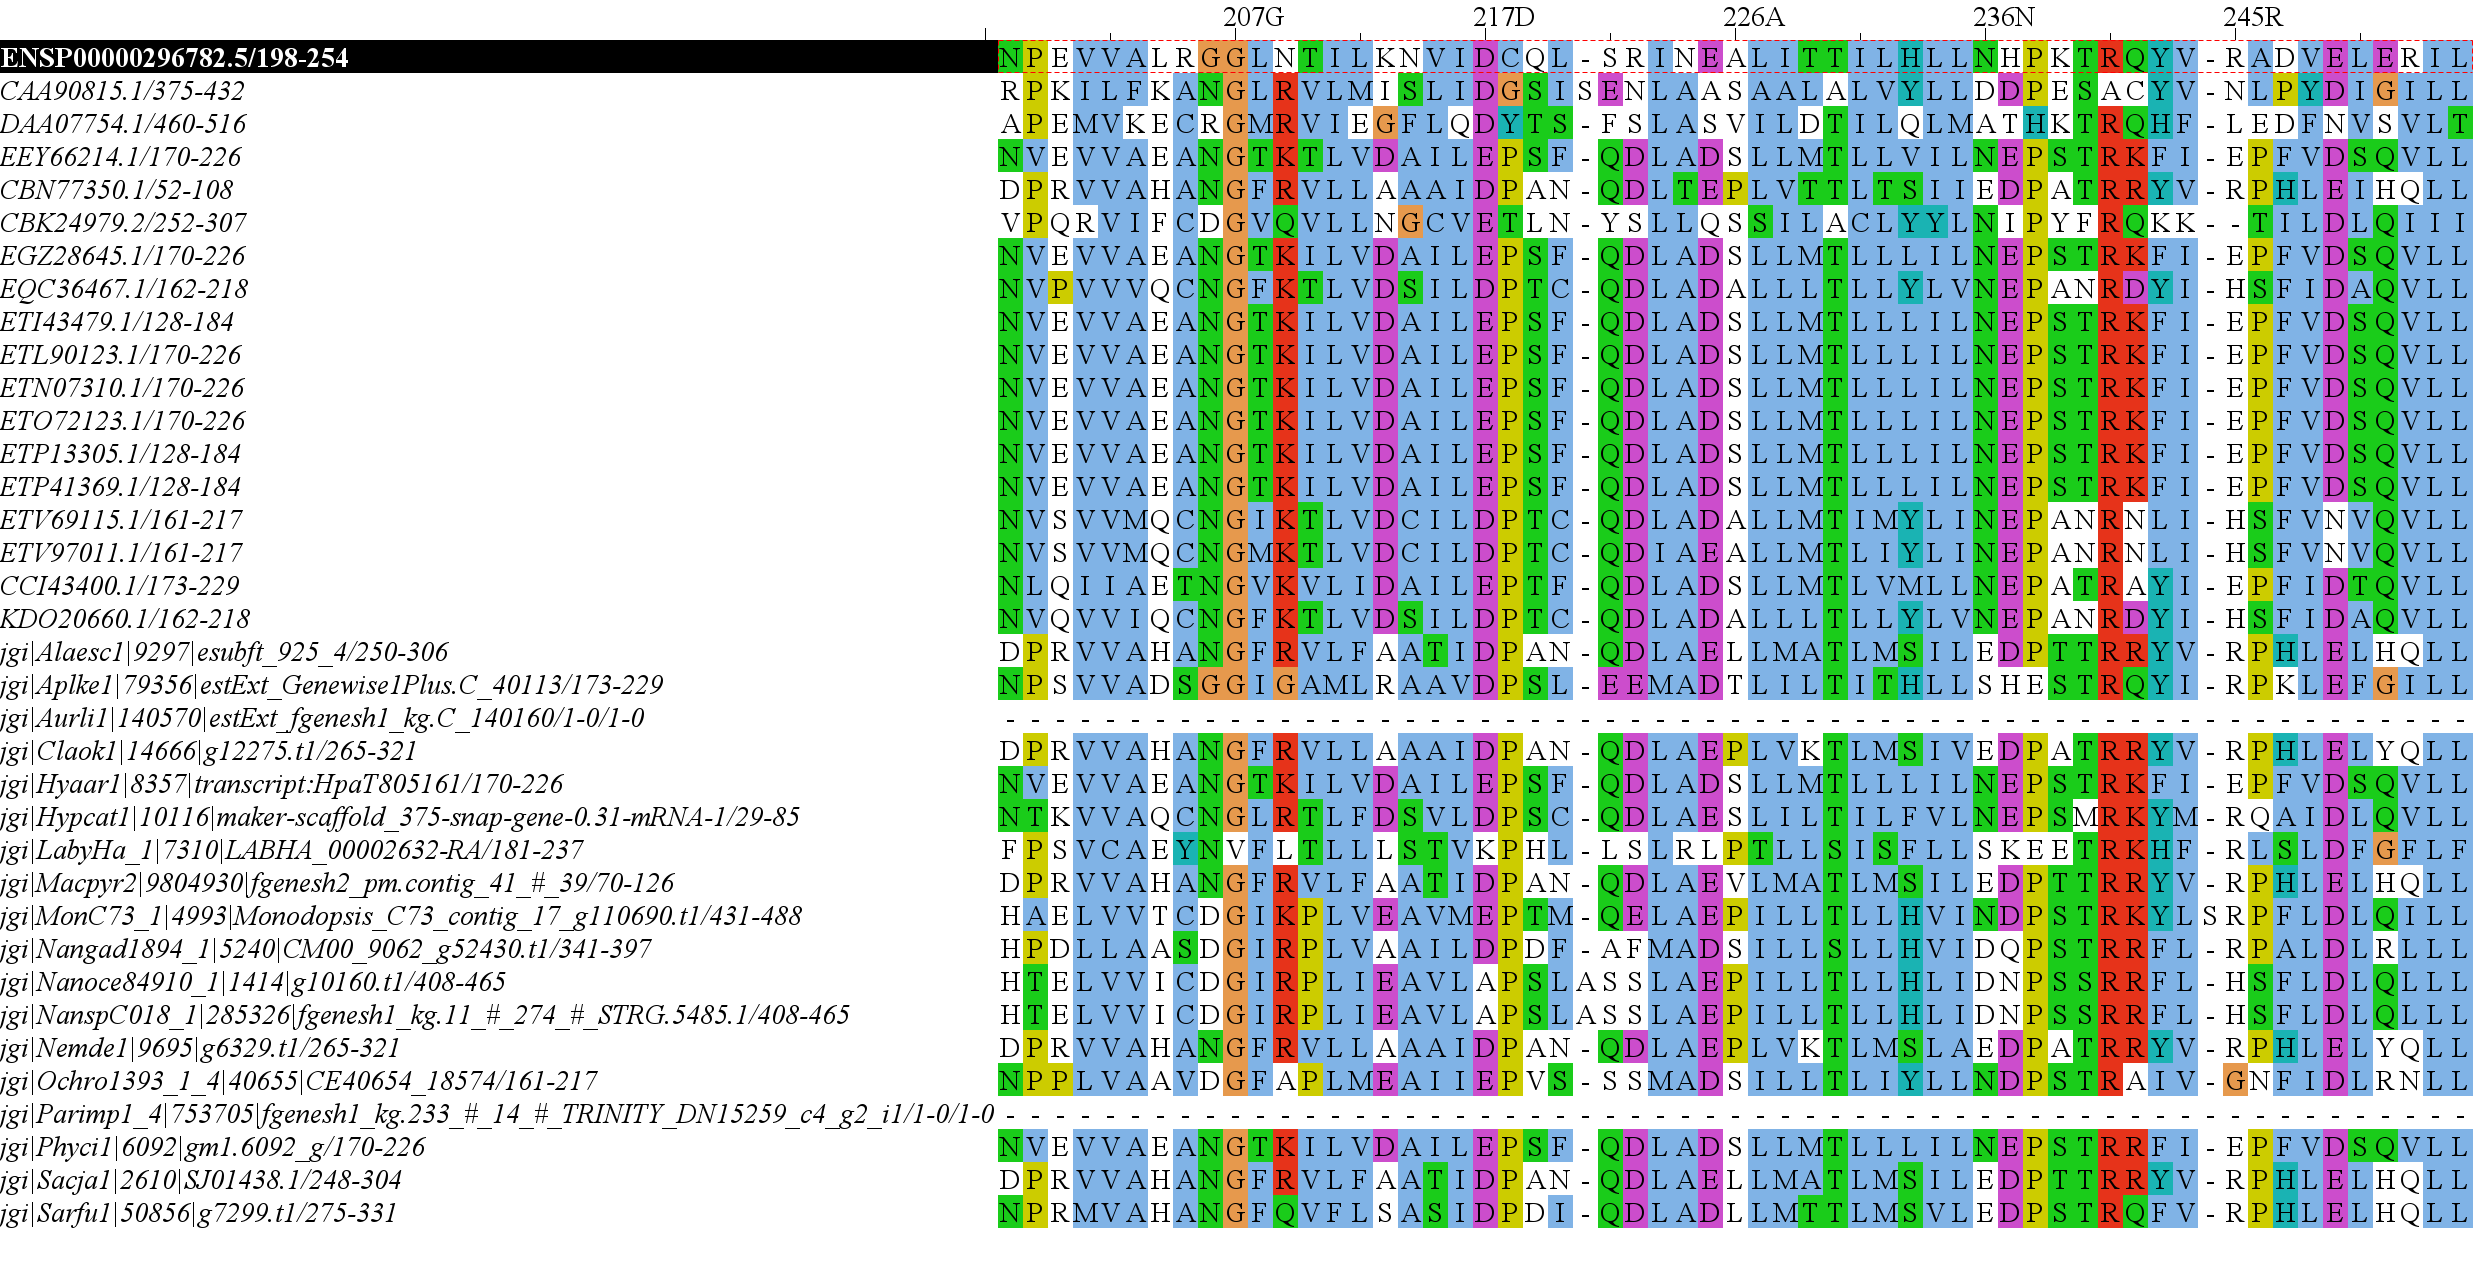 207G 217D 226A 236N 245R
ENSP00000296782.5/198-254 NPEVVALRGGLNTILKNVIDCQL-SRINEALITTILHLLNHPKTRQYV-RADVELERIL
CAA90815.1/375-432 RPKILFKANGLRVLMISLIDGSISENLAASAALALVYLLDDPESACYV-NLPYDIGILL
DAA07754.1/460-516 APEMVKECRGMRVIEGFLQDYTS-FSLASVILDTILQLMATHKTRQHF-LEDFNVSVLT
EEY66214.1/170-226 NVEVVAEANGTKTLVDAILEPSF-QDLADSLLMTLLVILNEPSTRKFI-EPFVDSQVLL
CBN77350.1/52-108 DPRVVAHANGFRVLLAAAIDPAN-QDLTEPLVTTLTSIIEDPATRRYV-RPHLEIHQLL
CBK24979.2/252-307 VPQRVIFCDGVQVLLNGCVETLN-YSLLQSSILACLYYLNIPYFRQKK--TILDLQIII
EGZ28645.1/170-226 NVEVVAEANGTKILVDAILEPSF-QDLADSLLMTLLLILNEPSTRKFI-EPFVDSQVLL
EQC36467.1/162-218 NVPVVVQCNGFKTLVDSILDPTC-QDLADALLLTLLYLVNEPANRDYI-HSFIDAQVLL
ETI43479.1/128-184 NVEVVAEANGTKILVDAILEPSF-QDLADSLLMTLLLILNEPSTRKFI-EPFVDSQVLL
ETL90123.1/170-226 NVEVVAEANGTKILVDAILEPSF-QDLADSLLMTLLLILNEPSTRKFI-EPFVDSQVLL
ETN07310.1/170-226 NVEVVAEANGTKILVDAILEPSF-QDLADSLLMTLLLILNEPSTRKFI-EPFVDSQVLL
ETO72123.1/170-226 NVEVVAEANGTKILVDAILEPSF-QDLADSLLMTLLLILNEPSTRKFI-EPFVDSQVLL
ETP13305.1/128-184 NVEVVAEANGTKILVDAILEPSF-QDLADSLLMTLLLILNEPSTRKFI-EPFVDSQVLL
ETP41369.1/128-184 NVEVVAEANGTKILVDAILEPSF-QDLADSLLMTLLLILNEPSTRKFI-EPFVDSQVLL
ETV69115.1/161-217 NVSVVMQCNGIKTLVDCILDPTC-QDLADALLMTIMYLINEPANRNLI-HSFVNVQVLL
ETV97011.1/161-217 NVSVVMQCNGMKTLVDCILDPTC-QDIAEALLMTLIYLINEPANRNLI-HSFVNVQVLL
CCI43400.1/173-229 NLQIIAETNGVKVLIDAILEPTF-QDLADSLLMTLVMLLNEPATRAYI-EPFIDTQVLL
KDO20660.1/162-218 NVQVVIQCNGFKTLVDSILDPTC-QDLADALLLTLLYLVNEPANRDYI-HSFIDAQVLL
jgi|Alaesc1|9297|esubft_925_4/250-306 DPRVVAHANGFRVLFAATIDPAN-QDLAELLMATLMSILEDPTTRRYV-RPHLELHQLL
jgi|Aplke1|79356|estExt_Genewise1Plus.C_40113/173-229 NPSVVADSGGIGAMLRAAVDPSL-EEMADTLILTITHLLSHESTRQYI-RPKLEFGILL
jgi|Aurli1|140570|estExt_fgenesh1_kg.C_140160/1-0/1-0 -----------------------------------------------------------
jgi|Claok1|14666|g12275.t1/265-321 DPRVVAHANGFRVLLAAAIDPAN-QDLAEPLVKTLMSIVEDPATRRYV-RPHLELYQLL
jgi|Hyaar1|8357|transcript:HpaT805161/170-226 NVEVVAEANGTKILVDAILEPSF-QDLADSLLMTLLLILNEPSTRKFI-EPFVDSQVLL
jgi|Hypcat1|10116|maker-scaffold_375-snap-gene-0.31-mRNA-1/29-85 NTKVVAQCNGLRTLFDSVLDPSC-QDLAESLILTILFVLNEPSMRKYM-RQAIDLQVLL
jgi|LabyHa_1|7310|LABHA_00002632-RA/181-237 FPSVCAEYNVFLTLLLSTVKPHL-LSLRLPTLLSISFLLSKEETRKHF-RLSLDFGFLF
jgi|Macpyr2|9804930|fgenesh2_pm.contig_41_#_39/70-126 DPRVVAHANGFRVLFAATIDPAN-QDLAEVLMATLMSILEDPTTRRYV-RPHLELHQLL
jgi|MonC73_1|4993|Monodopsis_C73_contig_17_g110690.t1/431-488 HAELVVTCDGIKPLVEAVMEPTM-QELAEPILLTLLHVINDPSTRKYLSRPFLDLQILL
jgi|Nangad1894_1|5240|CM00_9062_g52430.t1/341-397 HPDLLAASDGIRPLVAAILDPDF-AFMADSILLSLLHVIDQPSTRRFL-RPALDLRLLL
jgi|Nanoce84910_1|1414|g10160.t1/408-465 HTELVVICDGIRPLIEAVLAPSLASSLAEPILLTLLHLIDNPSSRRFL-HSFLDLQLLL
jgi|NanspC018_1|285326|fgenesh1_kg.11_#_274_#_STRG.5485.1/408-465 HTELVVICDGIRPLIEAVLAPSLASSLAEPILLTLLHLIDNPSSRRFL-HSFLDLQLLL
jgi|Nemde1|9695|g6329.t1/265-321 DPRVVAHANGFRVLLAAAIDPAN-QDLAEPLVKTLMSLAEDPATRRYV-RPHLELYQLL
jgi|Ochro1393_1_4|40655|CE40654_18574/161-217 NPPLVAAVDGFAPLMEAIIEPVS-SSMADSILLTLIYLLNDPSTRAIV-GNFIDLRNLL
jgi|Parimp1_4|753705|fgenesh1_kg.233_#_14_#_TRINITY_DN15259_c4_g2_i1/1-0/1-0 -----------------------------------------------------------
jgi|Phyci1|6092|gm1.6092_g/170-226 NVEVVAEANGTKILVDAILEPSF-QDLADSLLMTLLLILNEPSTRRFI-EPFVDSQVLL
jgi|Sacja1|2610|SJ01438.1/248-304 DPRVVAHANGFRVLFAATIDPAN-QDLAELLMATLMSILEDPTTRRYV-RPHLELHQLL
jgi|Sarfu1|50856|g7299.t1/275-331 NPRMVAHANGFQVFLSASIDPDI-QDLADLLMTTLMSVLEDPSTRQFV-RPHLELHQLL